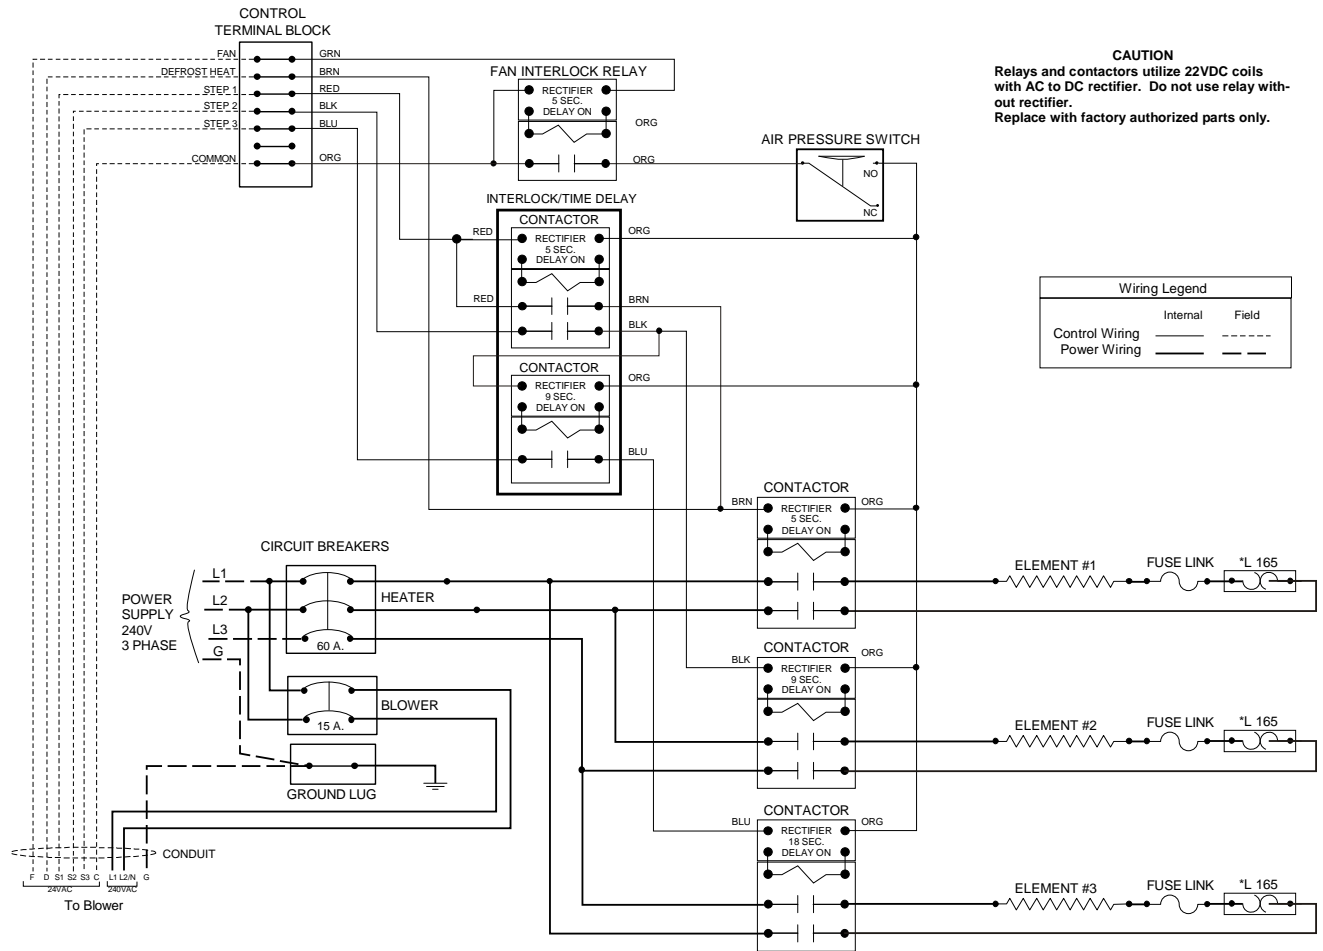 CONTROL
TERMINAL BLOCK
FAN
GRN
DEFROST HEAT
BRN
STEP 1
RED
STEP 2
BLK
STEP 3
BLU
COMMON
ORG
FAN INTERLOCK RELAY
RECTIFIER
5 SEC.
DELAY ON
ORG
ORG
AIR PRESSURE SWITCH
NO
NC
CAUTION
Relays and contactors utilize 22VDC coils
with AC to DC rectifier. Do not use relay with-
out rectifier.
Replace with factory authorized parts only.
INTERLOCK/TIME DELAY
CONTACTOR
RED
RECTIFIER
5 SEC.
DELAY ON
ORG
RED
BRN
BLK
CONTACTOR
RECTIFIER
9 SEC.
DELAY ON
ORG
BLU
Wiring Legend
Internal Field
Control Wiring
Power Wiring
CONTACTOR
BRN
RECTIFIER
5 SEC.
DELAY ON
ORG
CIRCUIT BREAKERS
L1
L2
L3
G
POWER
SUPPLY
240V
3 PHASE
HEATER
60 A.
BLOWER
15 A.
GROUND LUG
ELEMENT #1
FUSE LINK
*L 165
CONTACTOR
BLK
RECTIFIER
9 SEC.
DELAY ON
ORG
ELEMENT #2
FUSE LINK
*L 165
CONTACTOR
BLU
RECTIFIER
18 SEC.
DELAY ON
ORG
ELEMENT #3
FUSE LINK
*L 165
CONDUIT
F D S1 S2 S3 C L1 L2/N G
24VAC 240VAC
To Blower